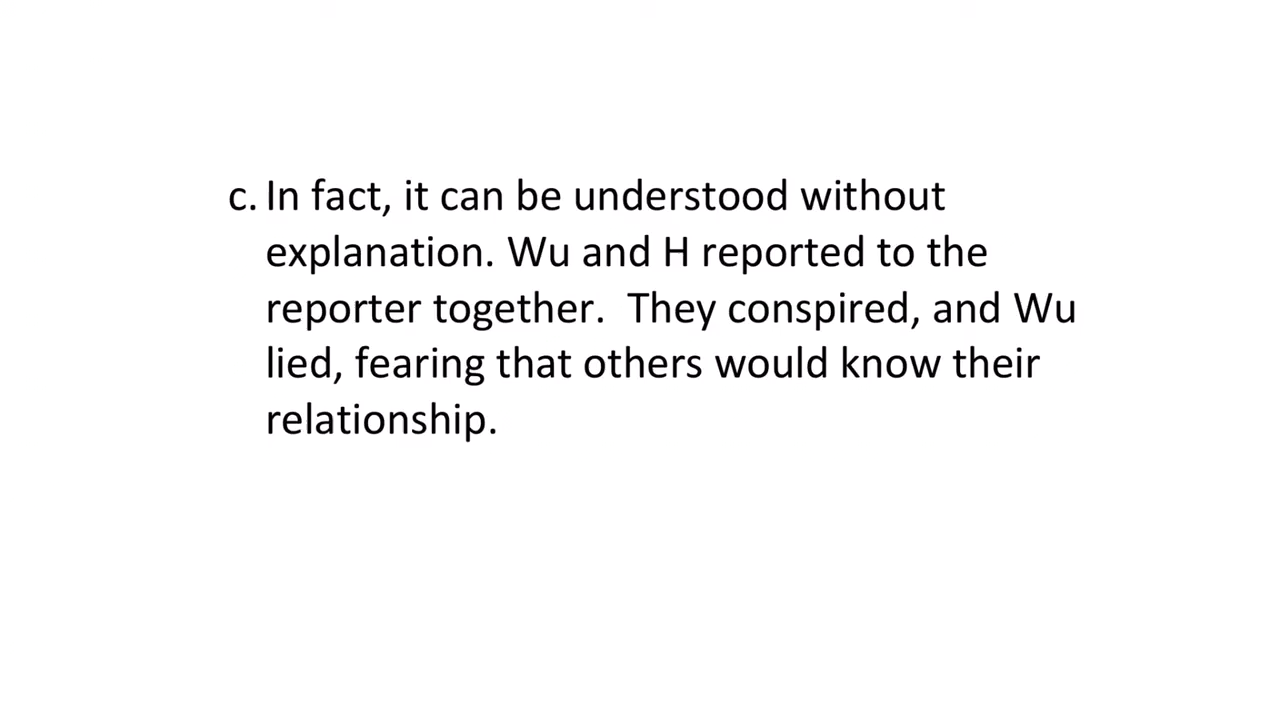 c. In fact, it can be understood without
explanation. Wu and H reported to the
reporter together.  They conspired, and Wu
lied, fearing that others would know their
relationship.